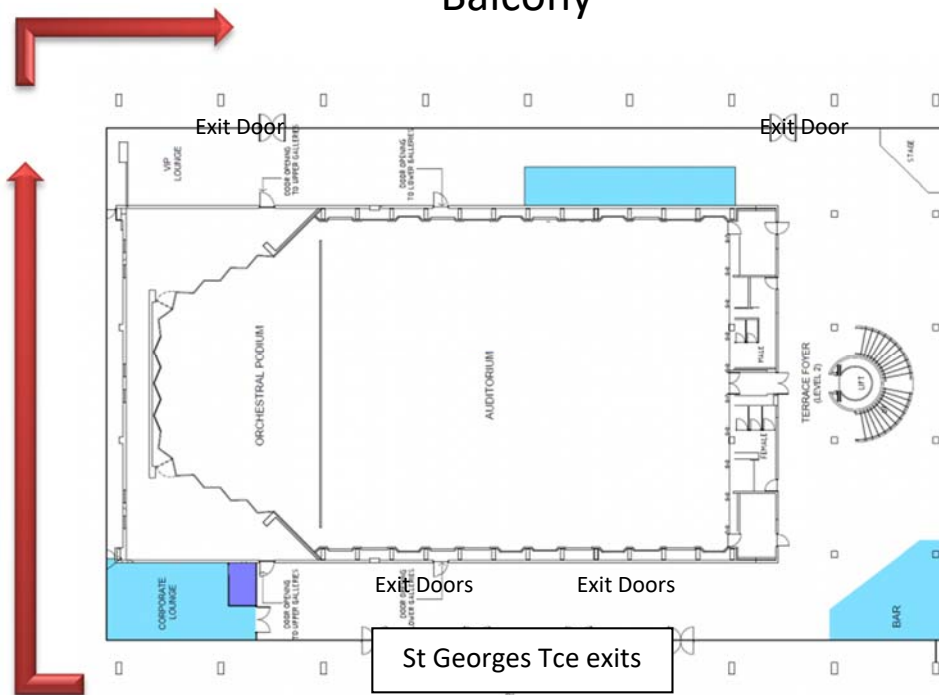 Balcony
Exit Door
Exit Door
VIP
LOUNGE
DOOR OPENING
TO UPPER GALLERIES
DOOR OPENING
TO LOWER GALLERIES
STAGE
ORCHESTRAL PODIUM
AUDITORIUM
MALE
FEMALE
TERRACE FOYER
(LEVEL 2)
LIFT
CORPORATE
LOUNGE
DOOR OPENING
TO UPPER GALLERIES
Exit Doors
Exit Doors
LOWER GALLERIES
BAR
St Georges Tce exits